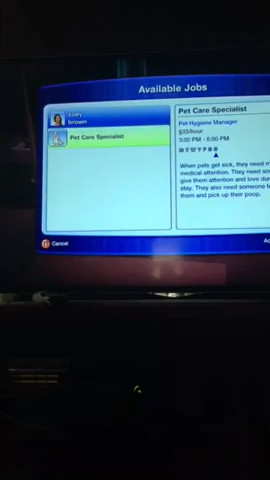 Available Jobs
brown
Pet Care Specialist
Pet Care Specialist
Pet Hygiene Manager
$33/hour
3:00 PM - 6:00 PM
When pets get sick, they need
medical attention. They need
give them attention and love
stay. They also need someone
them and pick up their poop.
Cancel